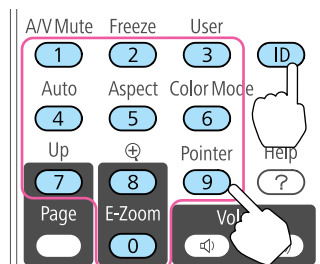 A/V Mute Freeze User
1 2 3 ID
Auto Aspect Color Mode
4 5 6
Up Pointer Help
7 8 9 ?
Page E-Zoom Vol
0